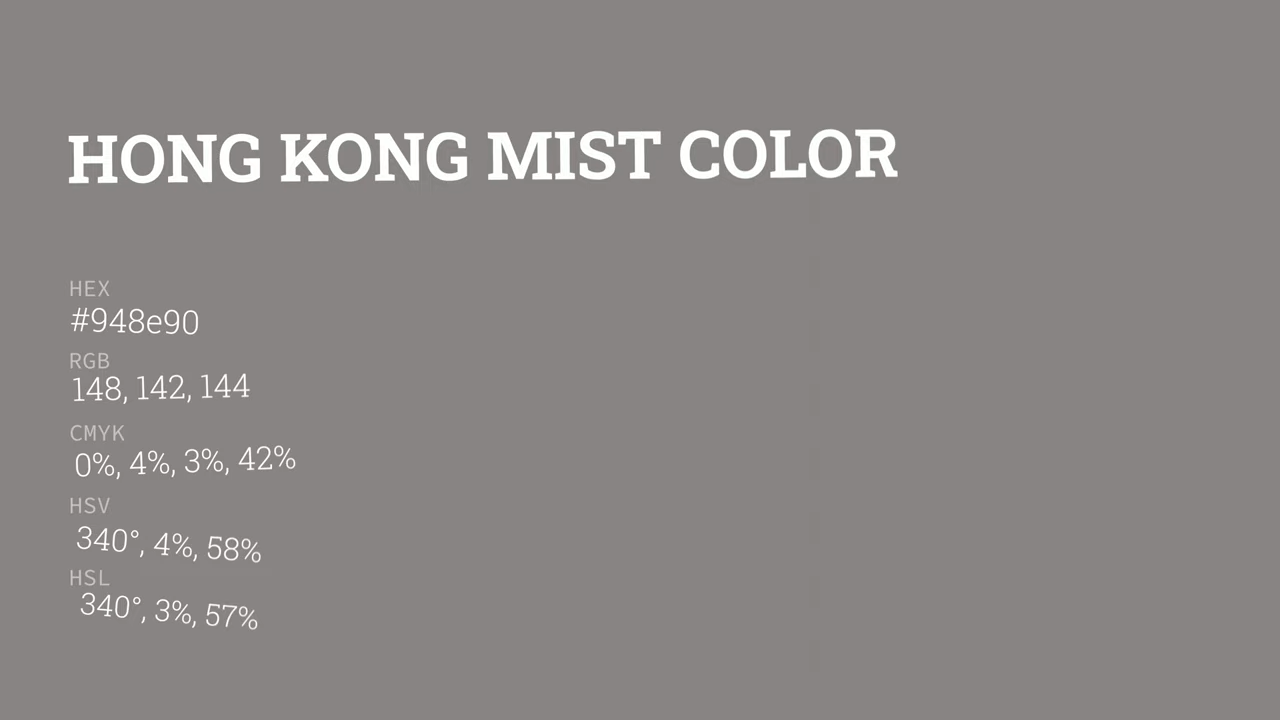 HONG KONG MIST COLOR
HEX
#948e90
RGB
148, 142, 144
CMYK
0%, 4%, 3%, 42%
HSV
340°, 4%, 58%
HSL
340°, 3%, 57%